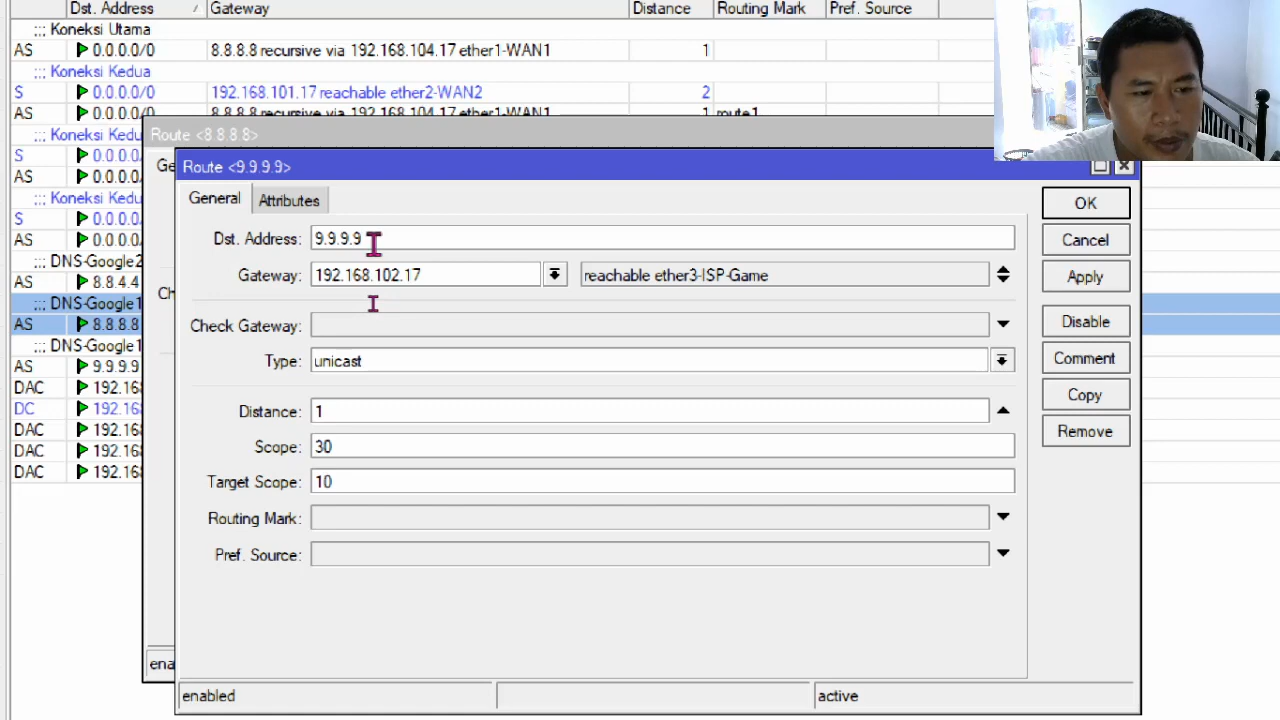 Dst. Address / Gateway Distance Routing Mark Pref. Source
;;; Koneksi Utama
AS 0.0.0.0/0 8.8.8.8 recursive via 192.168.104.17 ether1-WAN1 1
;;; Koneksi Kedua
S 0.0.0.0/0 192.168.101.17 reachable ether2-WAN2 2
AS 0.0.0.0/0 8.8.8.8 recursive via 192.168.104.17 ether1-WAN1 1 route1
;;; Koneksi Kedu
S 0.0.0.0/
AS 0.0.0.0/
;;; Koneksi Kedu
S 0.0.0.0/
AS 0.0.0.0/
;;; DNS-Google2
AS 8.8.4.4
;;; DNS-Google1
AS 8.8.8.8
;;; DNS-Google1
AS 9.9.9.9
DAC 192.168
DC 192.16
DAC 192.168
DAC 192.168
DAC 192.168
Route <8.8.8.8>
Ge
Ch
ena
Route <9.9.9.9>
General Attributes
Dst. Address: 9.9.9.9
Gateway: 192.168.102.17 reachable ether3-ISP-Game
Check Gateway:
Type: unicast
Distance: 1
Scope: 30
Target Scope: 10
Routing Mark:
Pref. Source:
OK
Cancel
Apply
Disable
Comment
Copy
Remove
enabled active